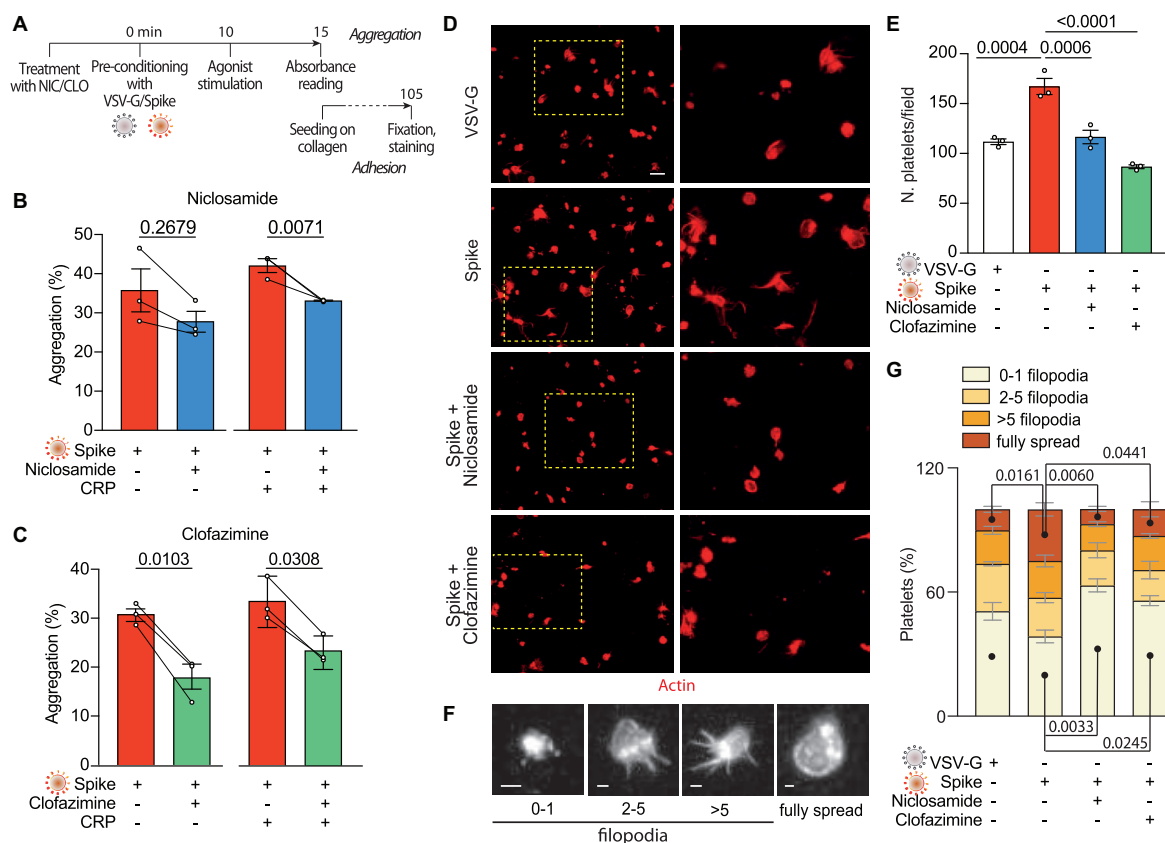 A
0 min 10 15 Aggregation
Treatment with NIC/CLO
Pre-conditioning with VSV-G/Spike
Agonist stimulation
Absorbance reading
105
Seeding on collagen
Fixation, staining
Adhesion
B
Niclosamide
0.2679 0.0071
Aggregation (%)
50
40
30
20
10
0
Spike + + + +
Niclosamide - + - +
CRP - - + +
C
Clofazimine
0.0103 0.0308
Aggregation (%)
40
30
20
10
0
Spike + + + +
Clofazimine - + - +
CRP - - + +
D
VSV-G
Spike
Spike + Niclosamide
Spike + Clofazimine
Actin
E
<0.0001
0.0004 0.0006
N. platelets/field
200
150
100
50
0
VSV-G + - - -
Spike - + + +
Niclosamide - - + -
Clofazimine - - - +
F
0-1 2-5 >5 fully spread
filopodia
G
0-1 filopodia
2-5 filopodia
>5 filopodia
fully spread
0.0441
0.0161 0.0060
Platelets (%)
120
60
0
0.0033
0.0245
VSV-G + - - -
Spike - + + +
Niclosamide - - + -
Clofazimine - - - +